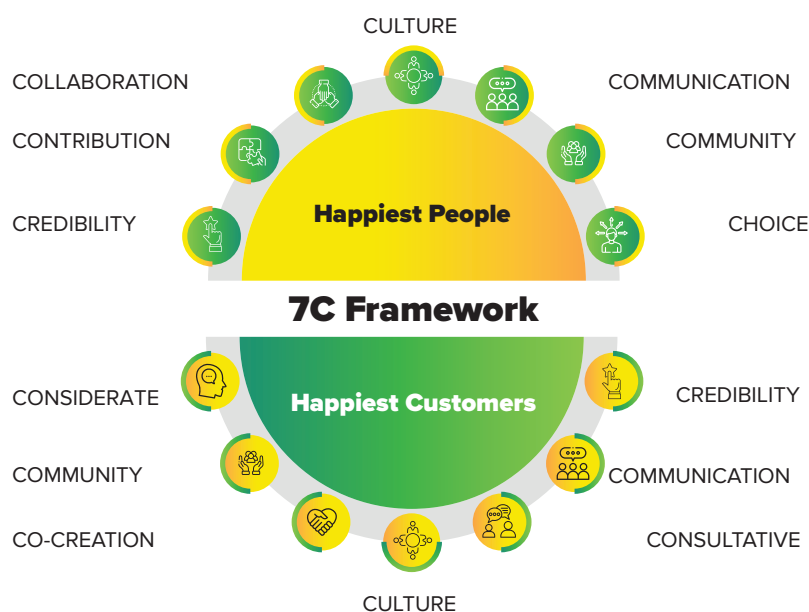 CULTURE
COLLABORATION
COMMUNICATION
CONTRIBUTION
COMMUNITY
CREDIBILITY
Happiest People
CHOICE
7C Framework
CONSIDERATE
Happiest Customers
CREDIBILITY
COMMUNITY
COMMUNICATION
CO-CREATION
CONSULTATIVE
CULTURE